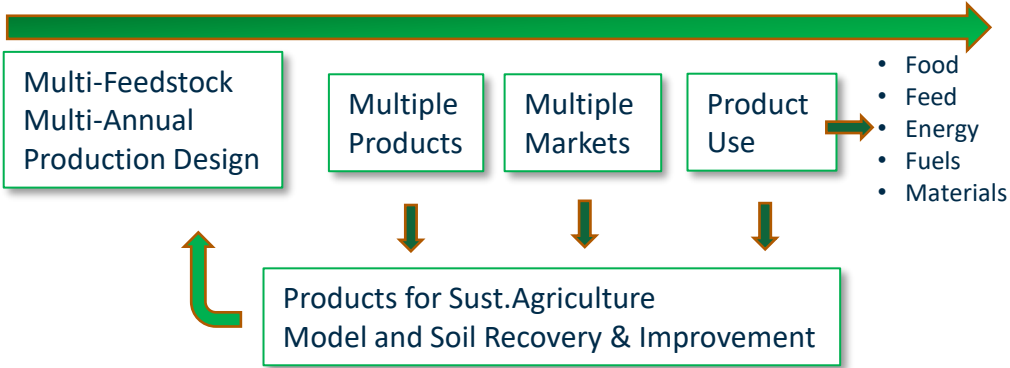 Multi-Feedstock
Multi-Annual
Production Design
Multiple
Products
Multiple
Markets
Product
Use
• Food
• Feed
• Energy
• Fuels
• Materials
Products for Sust.Agriculture
Model and Soil Recovery & Improvement